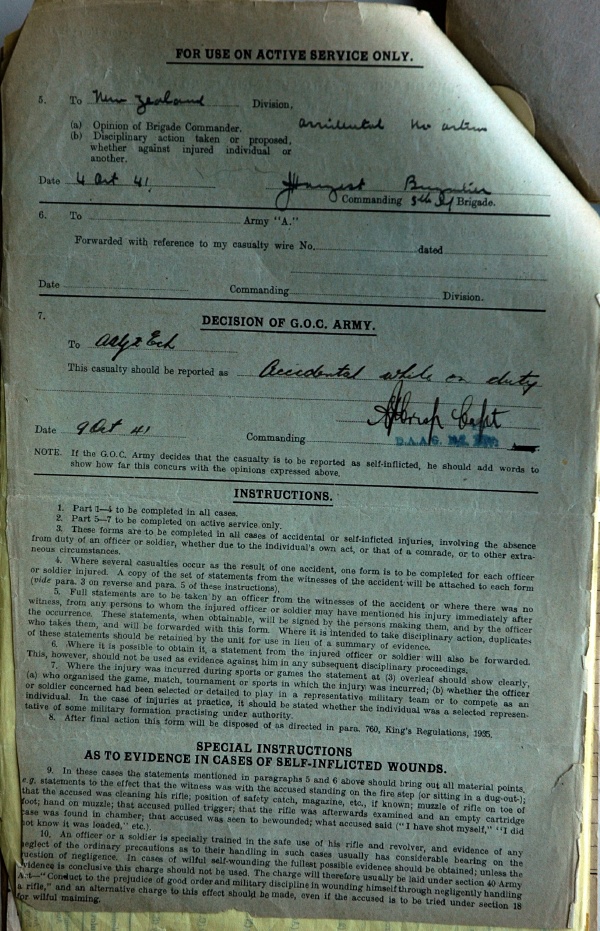 FOR USE ON ACTIVE SERVICE ONLY.
5. To New Zealand Division.
(a) Opinion of Brigade Commander. accidental no action
(b) Disciplinary action taken or proposed,
whether against injured individual or
another.
Date 4 Oct 41. Hargest Brigadier
Commanding 5th Brigade.
6. To Army "A."
Forwarded with reference to my casualty wire No. dated
Date Commanding Division.
7. DECISION OF G.O.C. ARMY.
To 2 Ech
This casualty should be reported as Accidental while on duty
Capt
Date 9 Oct 41 Commanding D.A.A.G.
NOTE. If the G.O.C. Army decides that the casualty is to be reported as self-inflicted, he should add words to
show how far this concurs with the opinions expressed above.
INSTRUCTIONS.
1. Part 1—4 to be completed in all cases.
2. Part 5—7 to be completed on active service only.
3. These forms are to be completed in all cases of accidental or self-inflicted injuries, involving the absence
from duty of an officer or soldier, whether due to the individual's own act, or that of a comrade, or to other extra-
neous circumstances.
4. Where several casualties occur as the result of one accident, one form is to be completed for each officer
or soldier injured. A copy of the set of statements from the witnesses of the accident will be attached to each form
(vide para. 3 on reverse and para. 5 of these instructions).
5. Full statements are to be taken by an officer from the witnesses of the accident or where there was no
witness, from any persons to whom the injured officer or soldier may have mentioned his injury immediately after
the occurrence. These statements, when obtainable, will be signed by the persons making them, and by the officer
who takes them, and will be forwarded with this form. Where it is intended to take disciplinary action, duplicates
of these statements should be retained by the unit for use in lieu of a summary of evidence.
6. Where it is possible to obtain it, a statement from the injured officer or soldier will also be forwarded.
This, however, should not be used as evidence against him in any subsequent disciplinary proceedings.
7. Where the injury was incurred during sports or games the statement at (3) overleaf should show clearly,
(a) who organised the game, match, tournament or sports in which the injury was incurred; (b) whether the officer
or soldier concerned had been selected or detailed to play in a representative military team or to compete as an
individual. In the case of injuries at practice, it should be stated whether the individual was a selected represen-
tative of some military formation practising under authority.
8. After final action this form will be disposed of as directed in para. 760, King's Regulations, 1935.
SPECIAL INSTRUCTIONS
AS TO EVIDENCE IN CASES OF SELF-INFLICTED WOUNDS.
9. In these cases the statements mentioned in paragraphs 5 and 6 above should bring out all material points,
e.g. statements to the effect that the witness was with the accused standing on the fire step (or sitting in a dug-out);
that the accused was cleaning his rifle; position of safety catch, magazine, etc., if known; muzzle of rifle on toe of
foot; hand on muzzle; that accused pulled trigger; that the rifle was afterwards examined and an empty cartridge
case was found in chamber; that accused was seen to bewounded; what accused said ("I have shot myself," "I did
not know it was loaded," etc.).
10. An officer or a soldier is specially trained in the safe use of his rifle and revolver, and evidence of any
neglect of the ordinary precautions as to their handling in such cases usually has considerable bearing on the
question of negligence. In cases of wilful self-wounding the fullest possible evidence should be obtained; unless the
evidence is conclusive this charge should not be used. The charge will therefore usually be laid under section 40 Army
Act—"Conduct to the prejudice of good order and military discipline in wounding himself through negligently handling
a rifle," and an alternative charge to this effect should be made, even if the accused is to be tried under section 18
for wilful maiming.